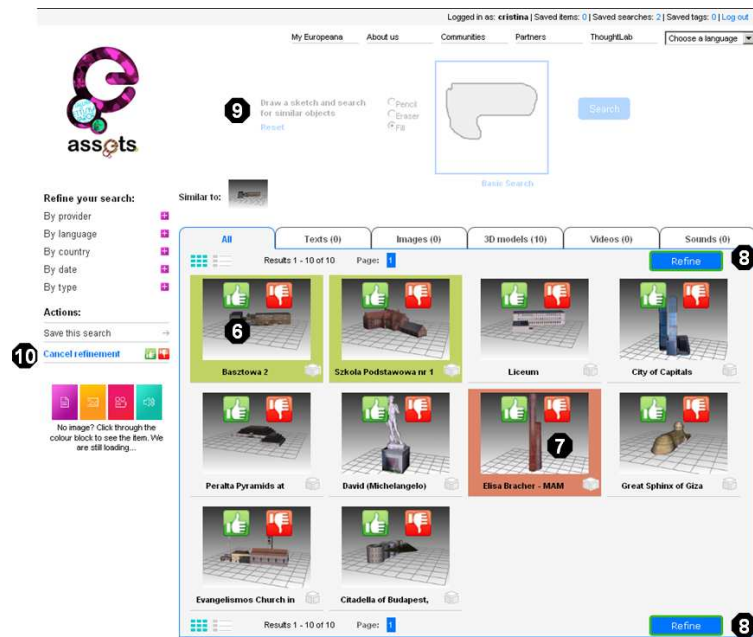 Logged in as: cristina | Saved items: 0 | Saved searches: 2 | Saved tags: 0 | Log out
My Europeana About us Communities Partners ThoughtLab Choose a language
assets
9
Draw a sketch and search
for similar objects
Reset
Pencil
Eraser
Fill
Search
Basic Search
Refine your search:
By provider
By language
By country
By date
By type
Actions:
Save this search
10 Cancel refinement
No image? Click through the
colour block to see the item. We
are still loading...
Similar to:
All Texts (0) Images (0) 3D models (10) Videos (0) Sounds (0)
Results 1 - 10 of 10 Page: 1 Refine 8
6 Basztowa 2
Szkola Podstawowa nr 1
Liceum
City of Capitals
Peralta Pyramids at
David (Michelangelo)
7 Elisa Bracher - MAM
Great Sphinx of Giza
Evangelismos Church in
Citadella of Budapest,
Results 1 - 10 of 10 Page: 1 Refine 8